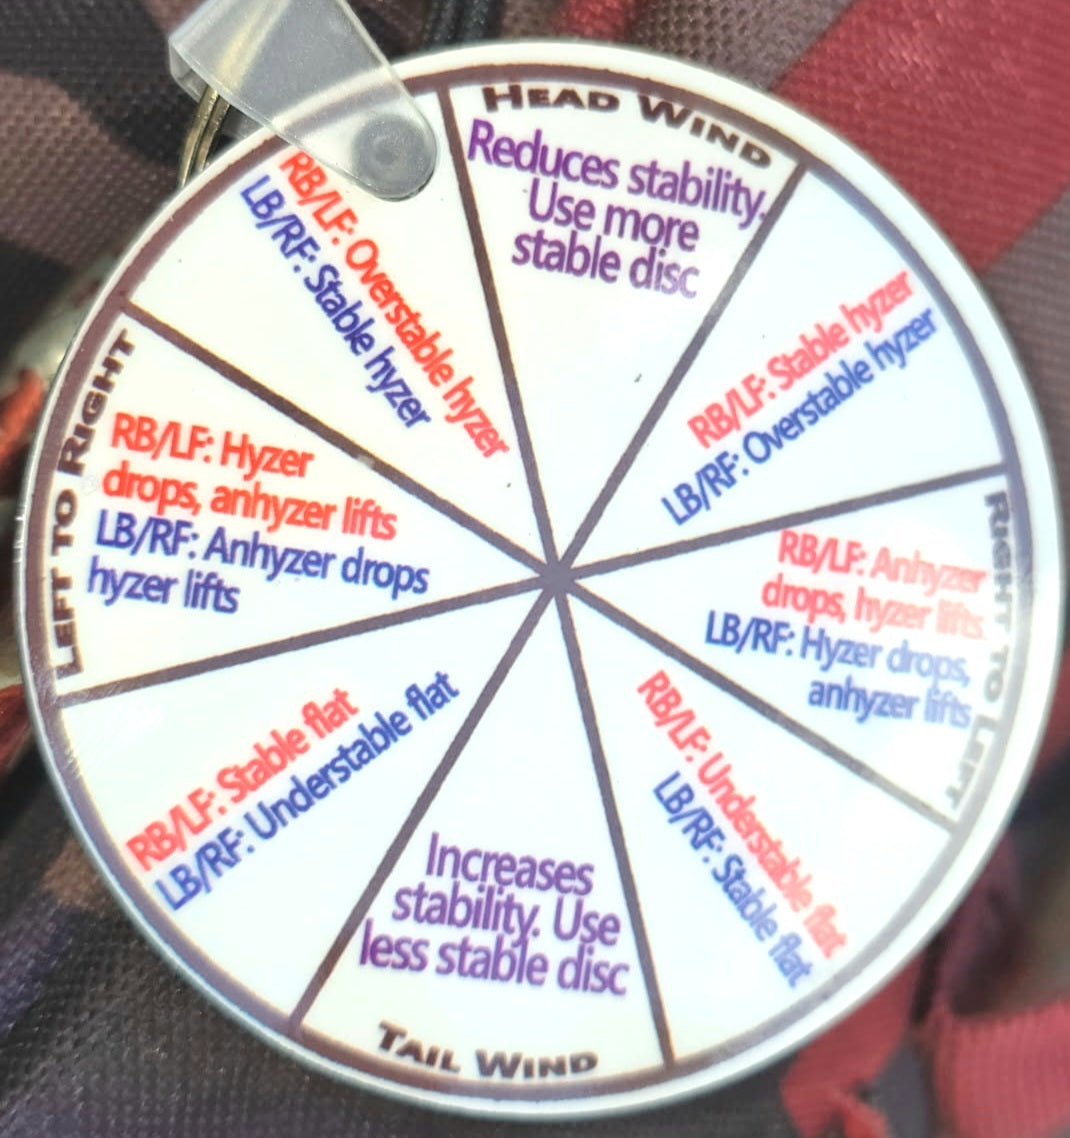 HEAD WIND
Reduces stability.
Use more
stable disc
RB/LF: Stable hyzer
LB/RF: Overstable hyzer
RIGHT TO LEFT
RB/LF: Anhyzer
drops, hyzer lifts
LB/RF: Hyzer drops,
anhyzer lifts
RB/LF: Understable flat
LB/RF: Stable flat
Increases
stability. Use
less stable disc
TAIL WIND
RB/LF: Stable flat
LB/RF: Understable flat
LEFT TO RIGHT
RB/LF: Hyzer
drops, anhyzer lifts
LB/RF: Anhyzer drops
hyzer lifts
RB/LF: Overstable hyzer
LB/RF: Stable hyzer